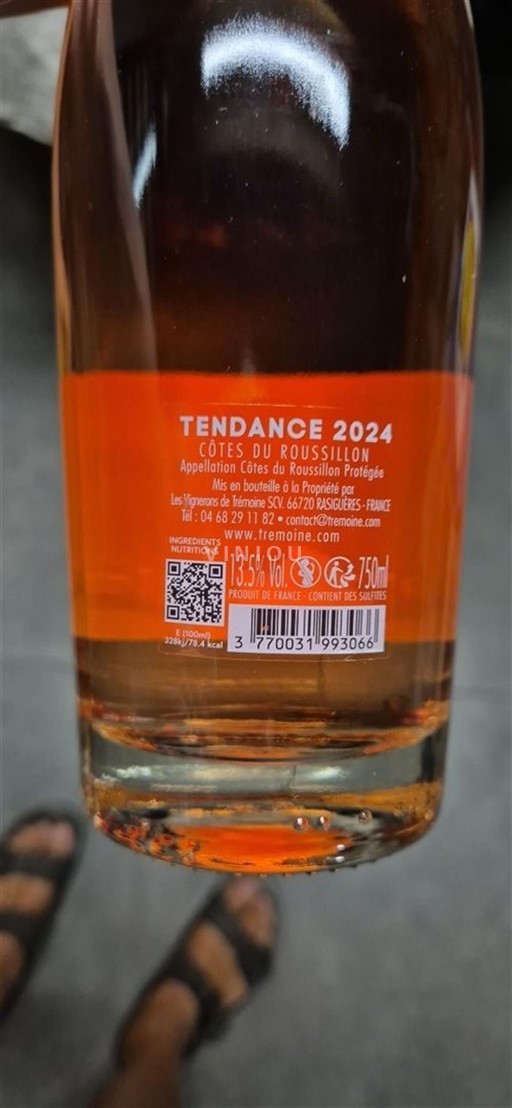 TENDANCE 2024
CÔTES DU ROUSSILLON
Appellation Côtes du Roussillon Protégée
Mis en bouteille à la Propriété par
Les Vignerons de Trémoine SCV. 66720 RASIGUÈRES - FRANCE
Tél : 04 68 29 11 82 • contact@tremoine.com
www.tremoine.com
INGREDIENTS
NUTRITIONS
VINIOU
13.5% Vol. 750ml
PRODUIT DE FRANCE - CONTIENT DES SULFITES
E (100ml)
328kj/78.4 kcal
3 770031 993066